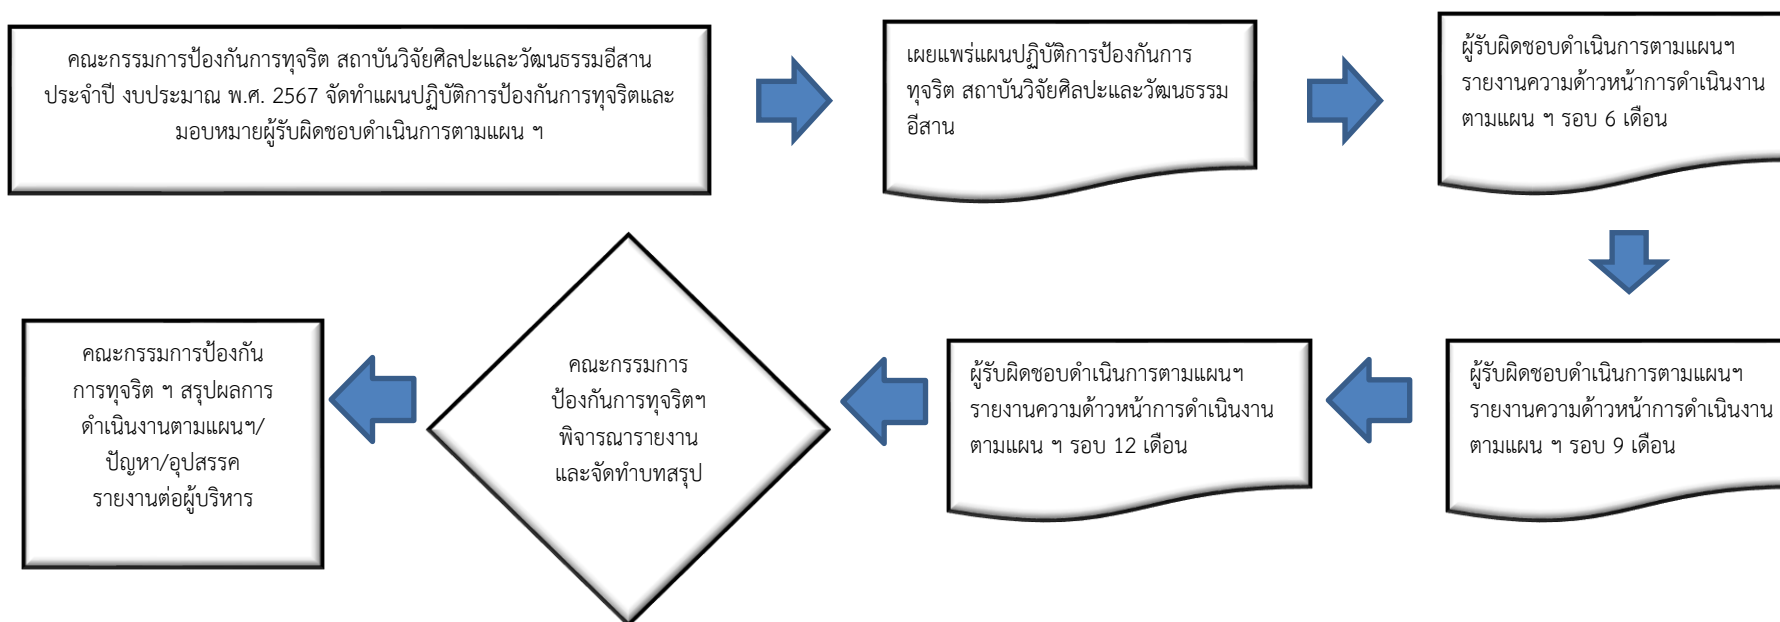 คณะกรรมการป้องกันการทุจริต สถาบันวิจัยศิลปะและวัฒนธรรมอีสาน
ประจำปี งบประมาณ พ.ศ. 2567 จัดทำแผนปฏิบัติการป้องกันการทุจริตและ
มอบหมายผู้รับผิดชอบดำเนินการตามแผน ฯ
เผยแพร่แผนปฏิบัติการป้องกันการ
ทุจริต สถาบันวิจัยศิลปะและวัฒนธรรม
อีสาน
ผู้รับผิดชอบดำเนินการตามแผนฯ
รายงานความด้าวหน้าการดำเนินงาน
ตามแผน ฯ รอบ 6 เดือน
ผู้รับผิดชอบดำเนินการตามแผนฯ
รายงานความด้าวหน้าการดำเนินงาน
ตามแผน ฯ รอบ 9 เดือน
ผู้รับผิดชอบดำเนินการตามแผนฯ
รายงานความด้าวหน้าการดำเนินงาน
ตามแผน ฯ รอบ 12 เดือน
คณะกรรมการ
ป้องกันการทุจริตฯ
พิจารณารายงาน
และจัดทำบทสรุป
คณะกรรมการป้องกัน
การทุจริต ฯ สรุปผลการ
ดำเนินงานตามแผนฯ/
ปัญหา/อุปสรรค
รายงานต่อผู้บริหาร